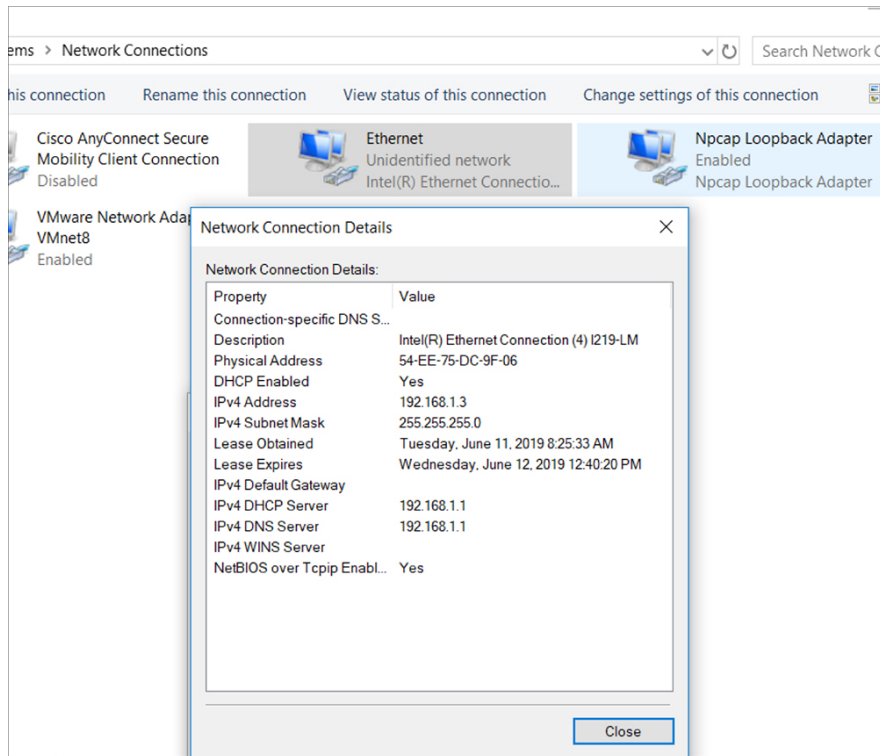 ems > Network Connections
Search Network C
his connection Rename this connection View status of this connection Change settings of this connection
Cisco AnyConnect Secure
Mobility Client Connection
Disabled
Ethernet
Unidentified network
Intel(R) Ethernet Connectio...
Npcap Loopback Adapter
Enabled
Npcap Loopback Adapter
VMware Network Adap
VMnet8
Enabled
Network Connection Details
Network Connection Details:
Property Value
Connection-specific DNS S...
Description Intel(R) Ethernet Connection (4) I219-LM
Physical Address 54-EE-75-DC-9F-06
DHCP Enabled Yes
IPv4 Address 192.168.1.3
IPv4 Subnet Mask 255.255.255.0
Lease Obtained Tuesday, June 11, 2019 8:25:33 AM
Lease Expires Wednesday, June 12, 2019 12:40:20 PM
IPv4 Default Gateway
IPv4 DHCP Server 192.168.1.1
IPv4 DNS Server 192.168.1.1
IPv4 WINS Server
NetBIOS over Tcpip Enabl... Yes
Close